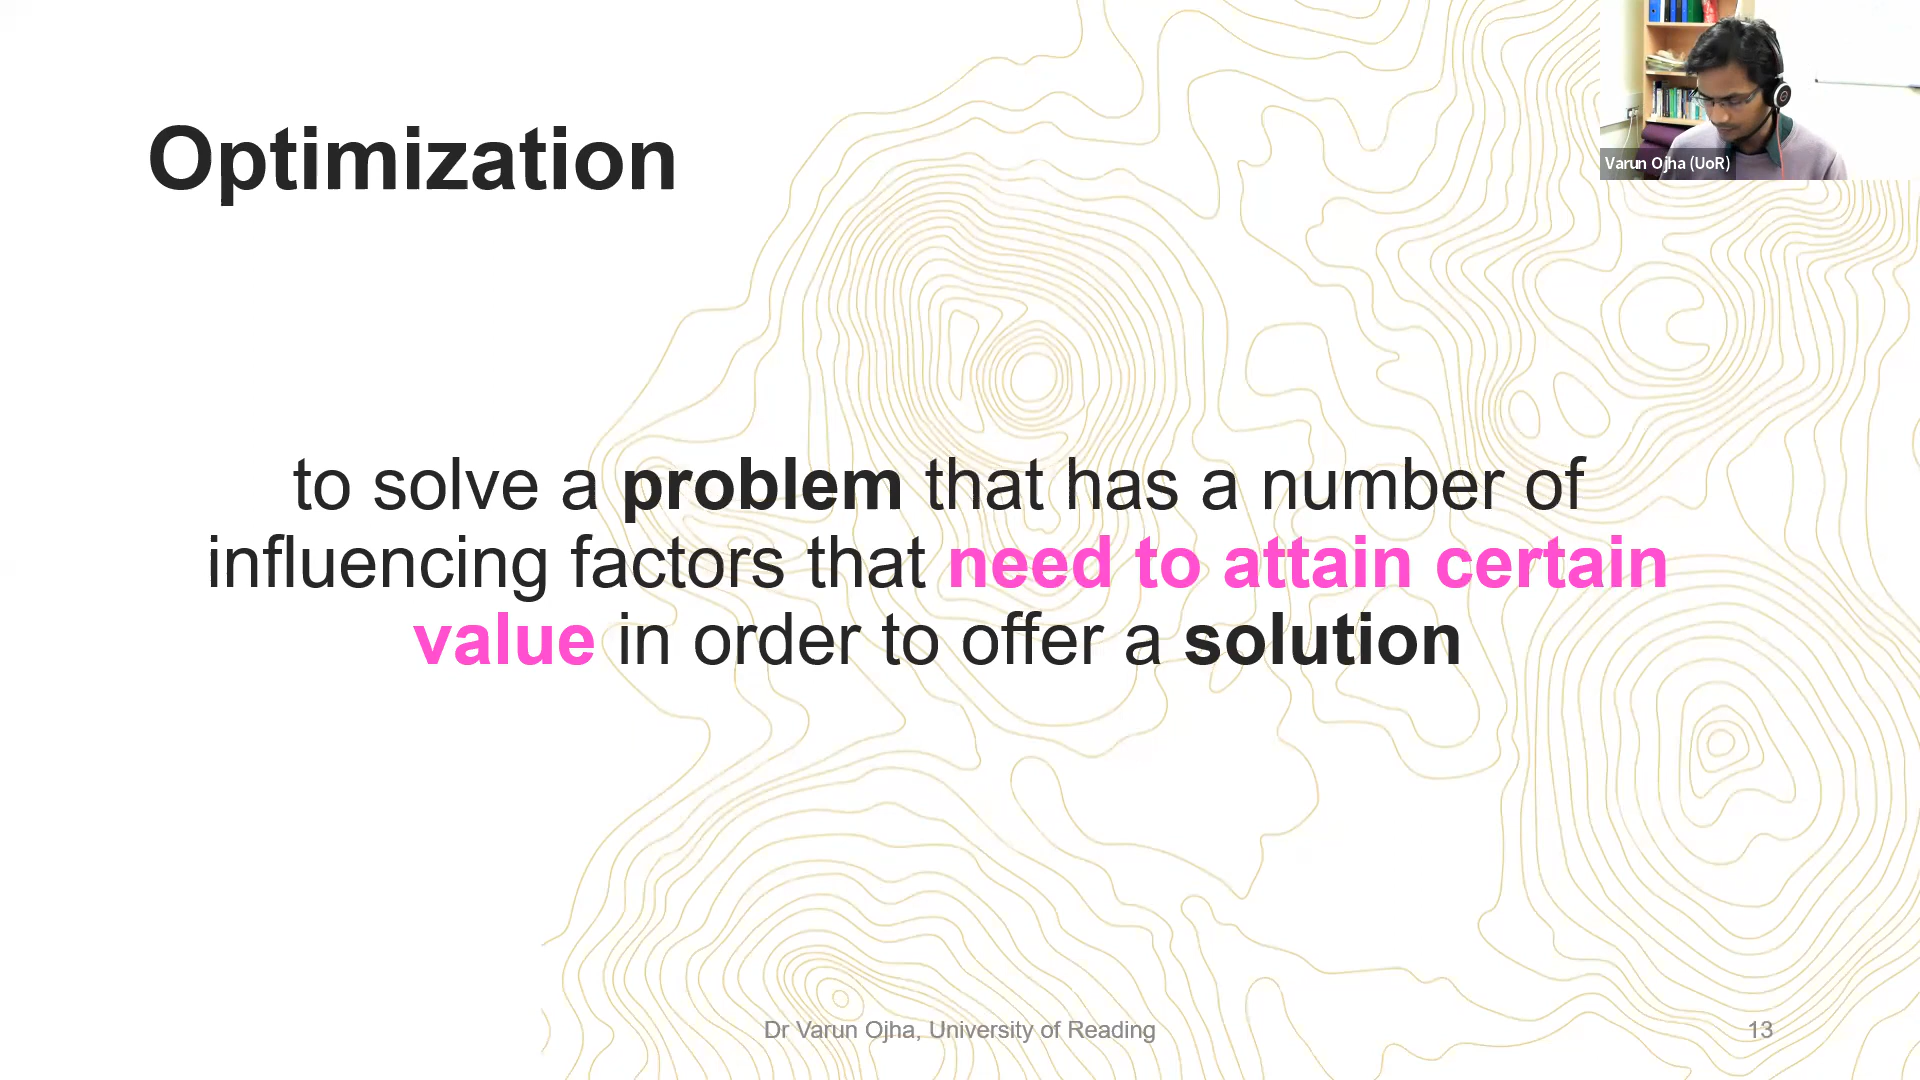 Optimization
Varun Ojha (UoR)
to solve a problem that has a number of
influencing factors that need to attain certain
value in order to offer a solution
Dr Varun Ojha, University of Reading
13